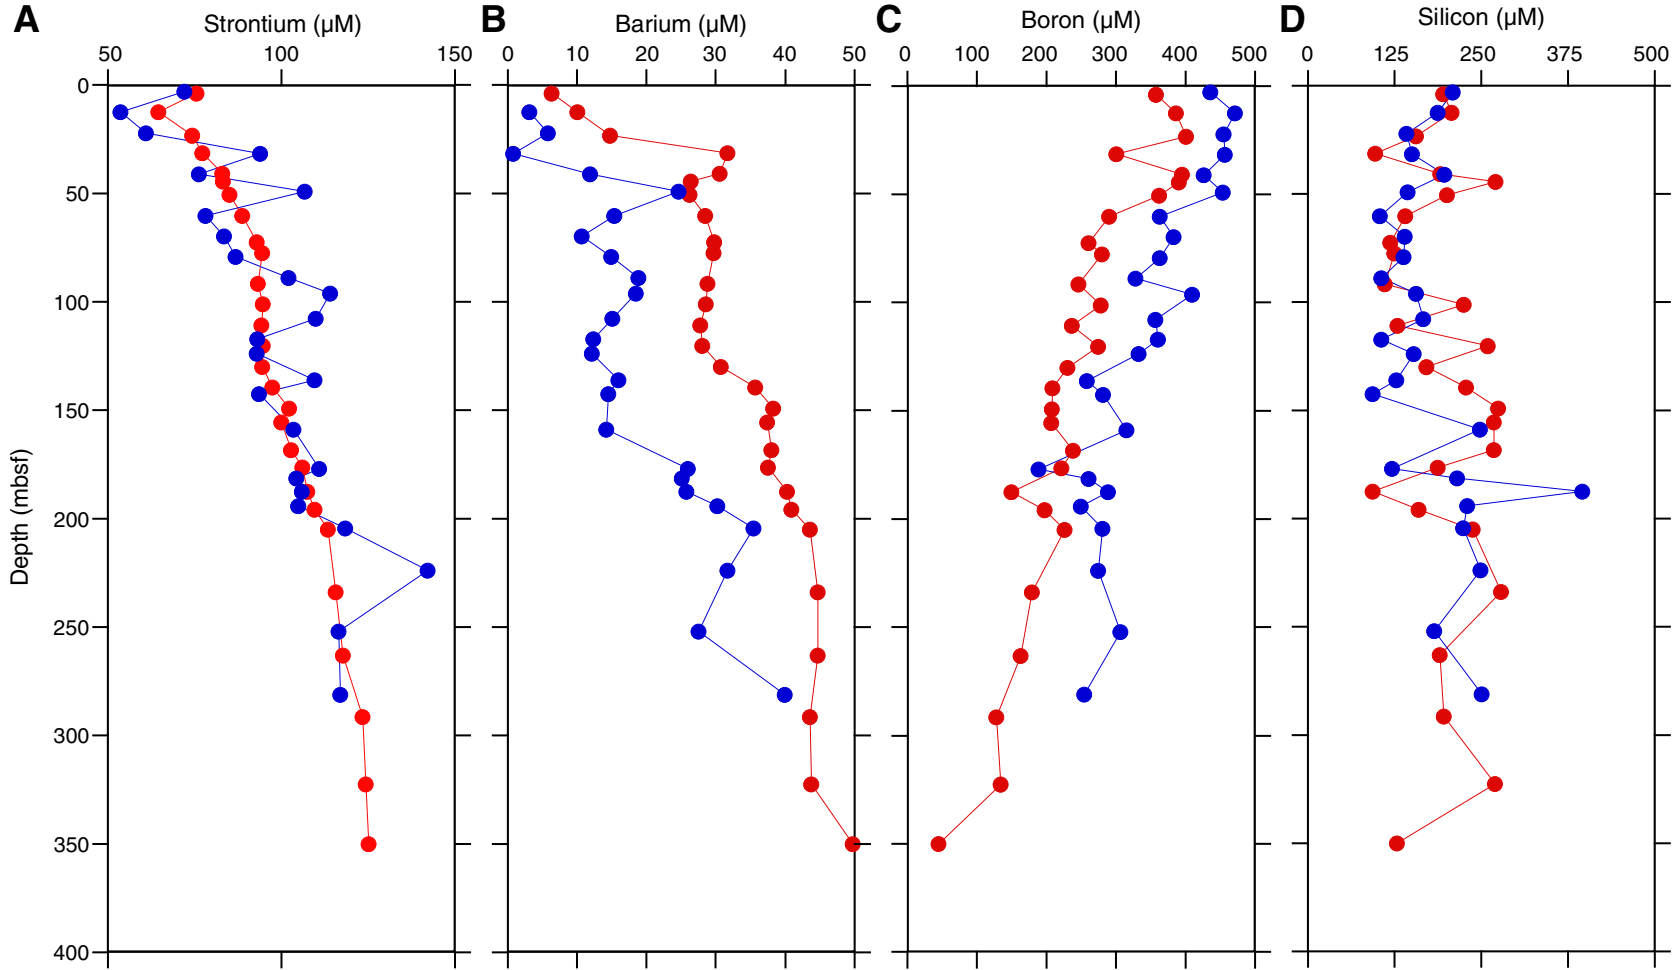 A Strontium (µM)
50 100 150
B Barium (µM)
0 10 20 30 40 50
C Boron (µM)
0 100 200 300 400 500
D Silicon (µM)
0 125 250 375 500
Depth (mbsf)
0
50
100
150
200
250
300
350
400